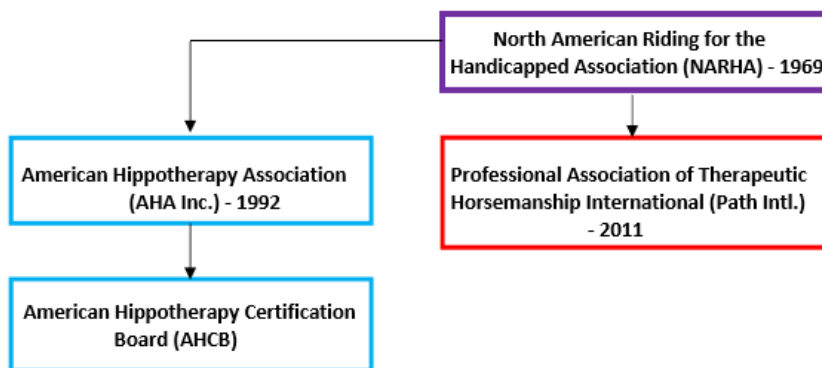 North American Riding for the
Handicapped Association (NARHA) - 1969
American Hippotherapy Association
(AHA Inc.) - 1992
Professional Association of Therapeutic
Horsemanship International (Path Intl.)
- 2011
American Hippotherapy Certification
Board (AHCB)